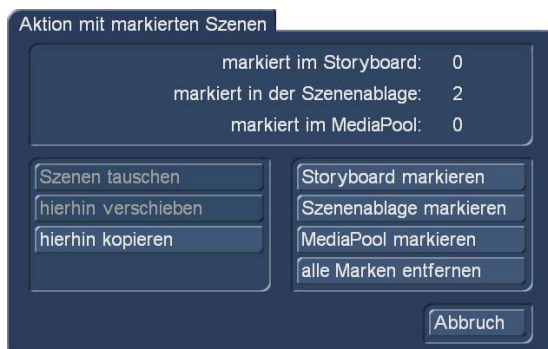 Aktion mit markierten Szenen
markiert im Storyboard: 0
markiert in der Szenenablage: 2
markiert im MediaPool: 0
Szenen tauschen
hierhin verschieben
hierhin kopieren
Storyboard markieren
Szenenablage markieren
MediaPool markieren
alle Marken entfernen
Abbruch